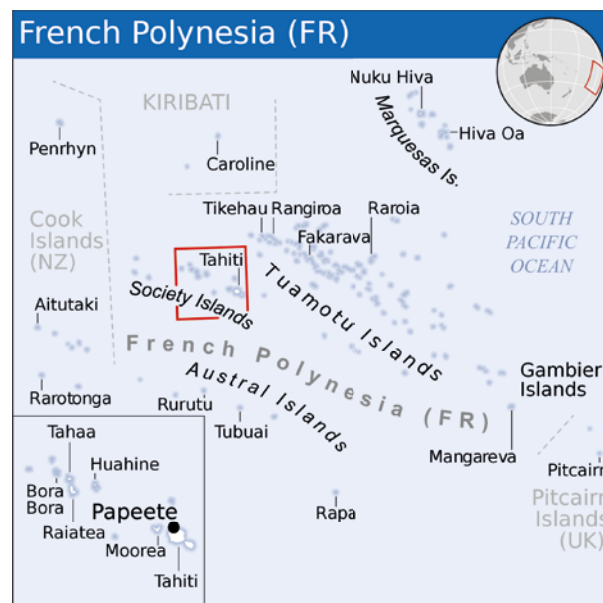 French Polynesia (FR)
Nuku Hiva
Hiva Oa
Marquesas Is.
KIRIBATI
Penrhyn
Caroline
Tikehau
Rangiroa
Raroia
Fakarava
SOUTH
PACIFIC
OCEAN
Cook
Islands
(NZ)
Tahiti
Society Islands
Tuamotu Islands
Aitutaki
French Polynesia (FR)
Gambier
Islands
Rarotonga
Rurutu
Austral Islands
Tubuai
Mangareva
Pitcairn
Rapa
Pitcairn
Islands
(UK)
Tahaa
Huahine
Bora
Bora
Papeete
Raiatea
Moorea
Tahiti